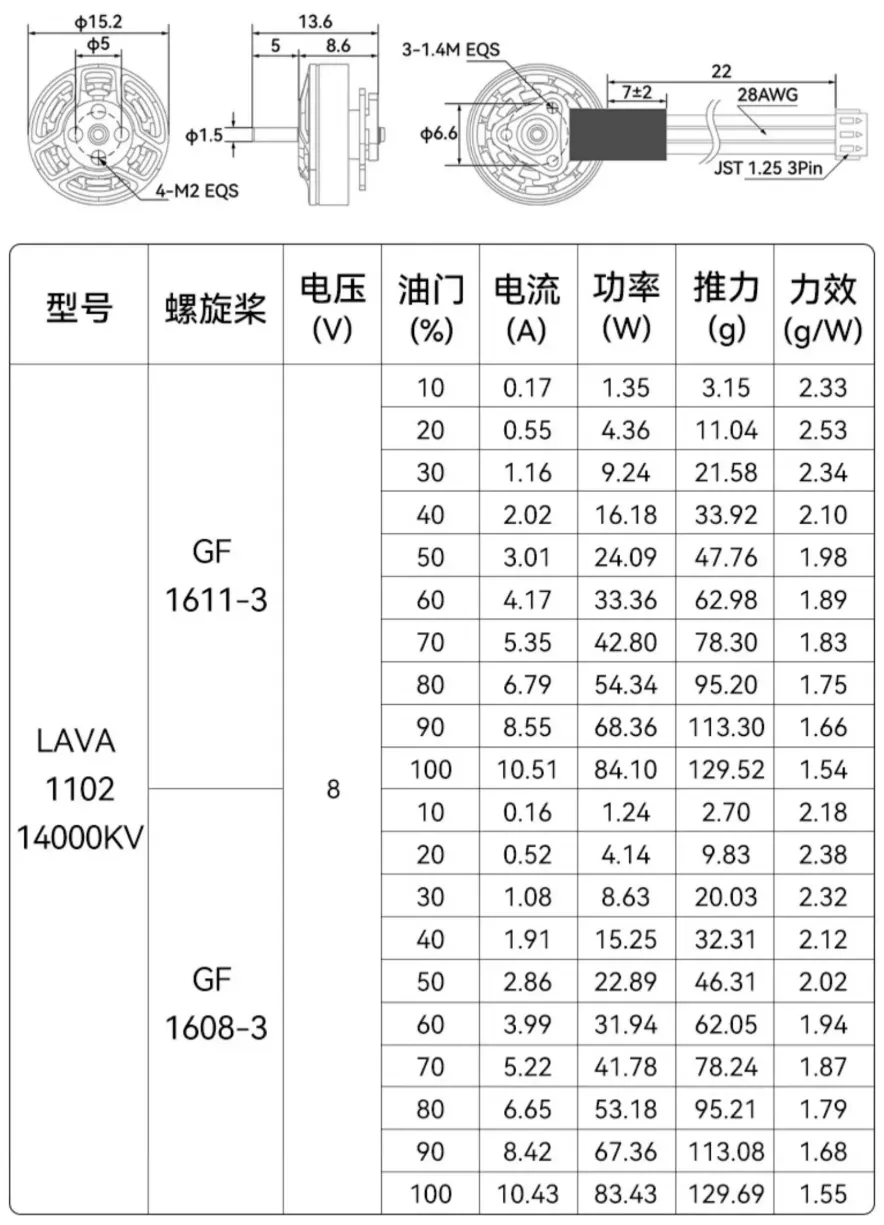 φ15.2
φ5
4-M2 EQS
13.6
5
8.6
φ1.5
3-1.4M EQS
φ6.6
22
7±2
28AWG
JST 1.25 3Pin
型号 螺旋桨 电压 (V) 油门 (%) 电流 (A) 功率 (W) 推力 (g) 力效 (g/W)
LAVA
1102
14000KV
8
GF
1611-3
10 0.17 1.35 3.15 2.33
20 0.55 4.36 11.04 2.53
30 1.16 9.24 21.58 2.34
40 2.02 16.18 33.92 2.10
50 3.01 24.09 47.76 1.98
60 4.17 33.36 62.98 1.89
70 5.35 42.80 78.30 1.83
80 6.79 54.34 95.20 1.75
90 8.55 68.36 113.30 1.66
100 10.51 84.10 129.52 1.54
GF
1608-3
10 0.16 1.24 2.70 2.18
20 0.52 4.14 9.83 2.38
30 1.08 8.63 20.03 2.32
40 1.91 15.25 32.31 2.12
50 2.86 22.89 46.31 2.02
60 3.99 31.94 62.05 1.94
70 5.22 41.78 78.24 1.87
80 6.65 53.18 95.21 1.79
90 8.42 67.36 113.08 1.68
100 10.43 83.43 129.69 1.55